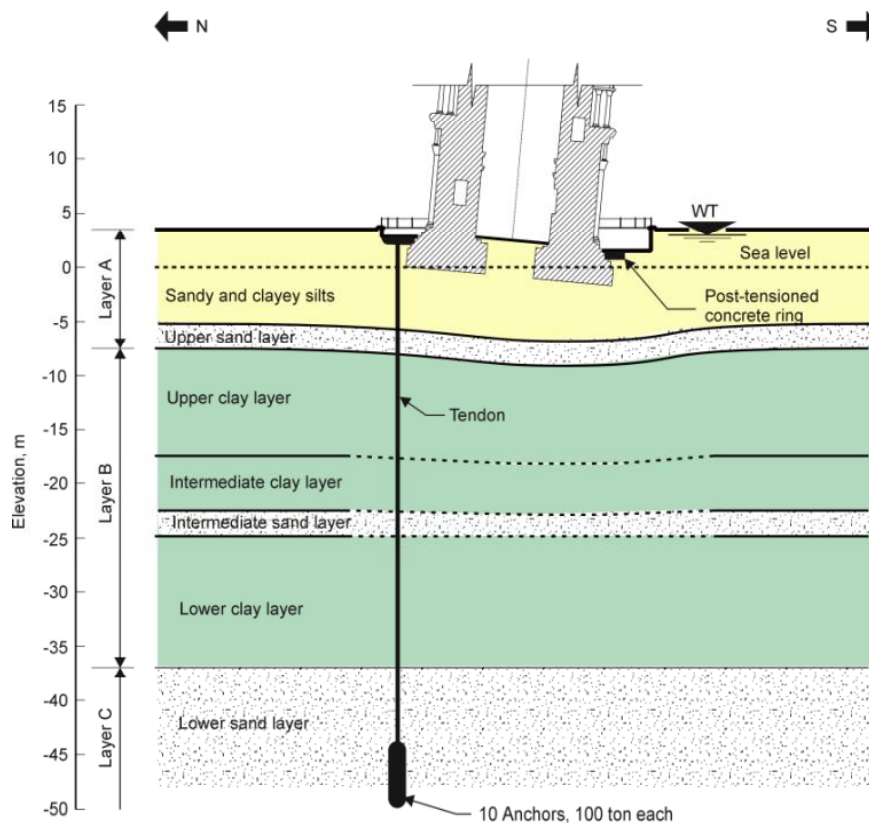 N
S
15
10
5
0
-5
-10
-15
-20
-25
-30
-35
-40
-45
-50
Elevation, m
Layer A
Layer B
Layer C
WT
Sea level
Sandy and clayey silts
Post-tensioned
concrete ring
Upper sand layer
Upper clay layer
Tendon
Intermediate clay layer
Intermediate sand layer
Lower clay layer
Lower sand layer
10 Anchors, 100 ton each